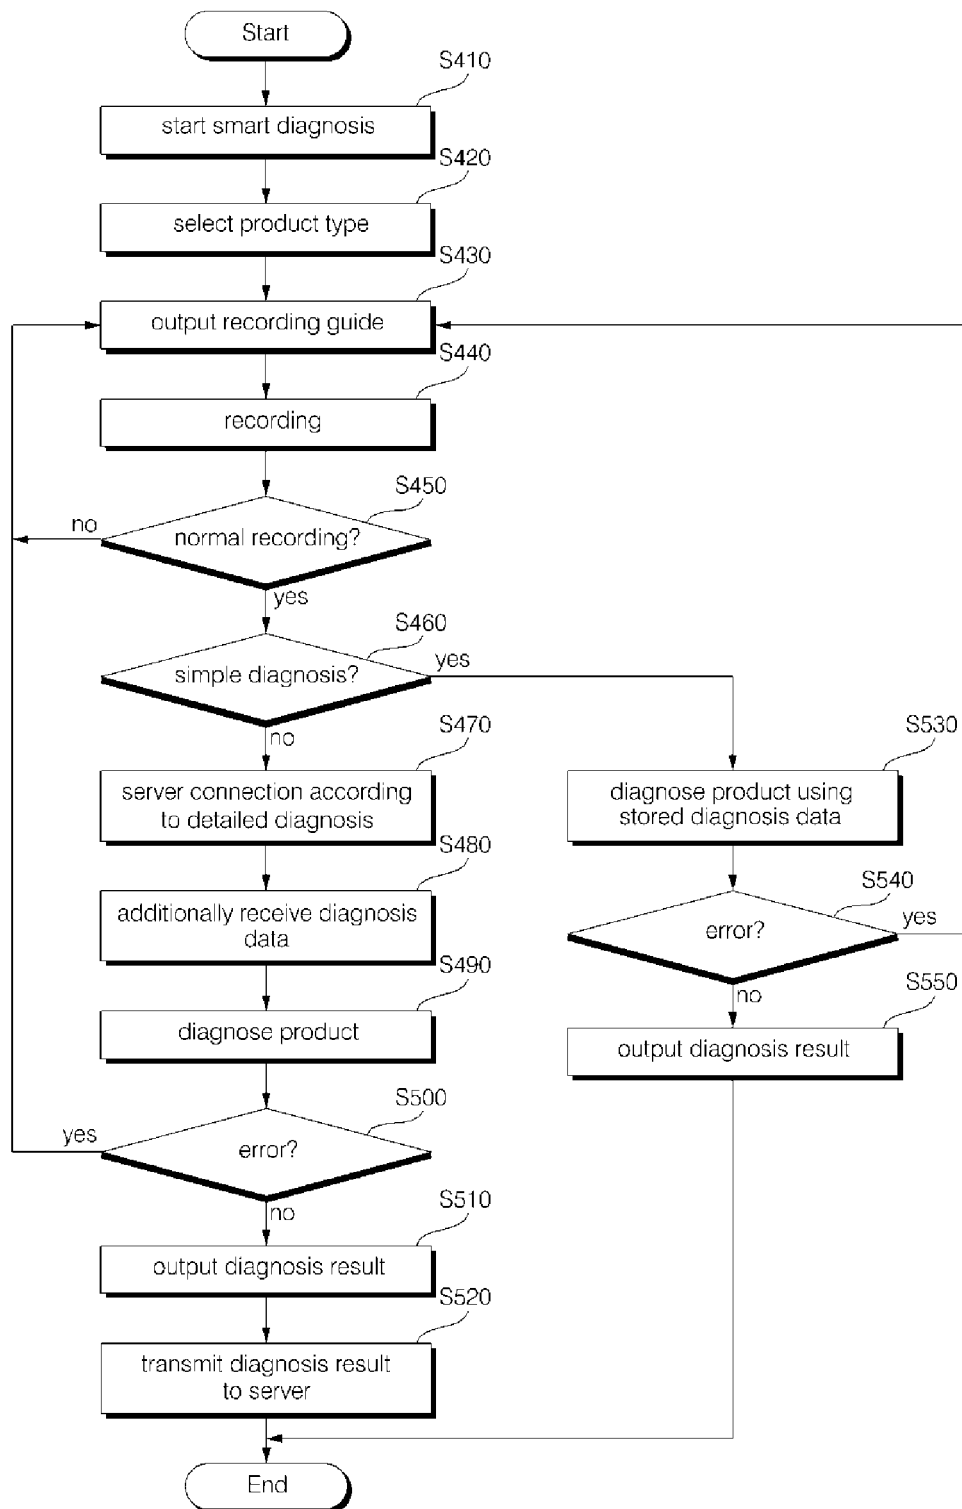 Start
S410
start smart diagnosis
S420
select product type
S430
output recording guide
S440
recording
S450
no
normal recording?
yes
S460
simple diagnosis?
yes
no
S470
server connection according
to detailed diagnosis
S530
diagnose product using
stored diagnosis data
S480
additionally receive diagnosis
data
S540
error?
yes
no
S490
diagnose product
S550
output diagnosis result
S500
yes
error?
no
S510
output diagnosis result
S520
transmit diagnosis result
to server
End